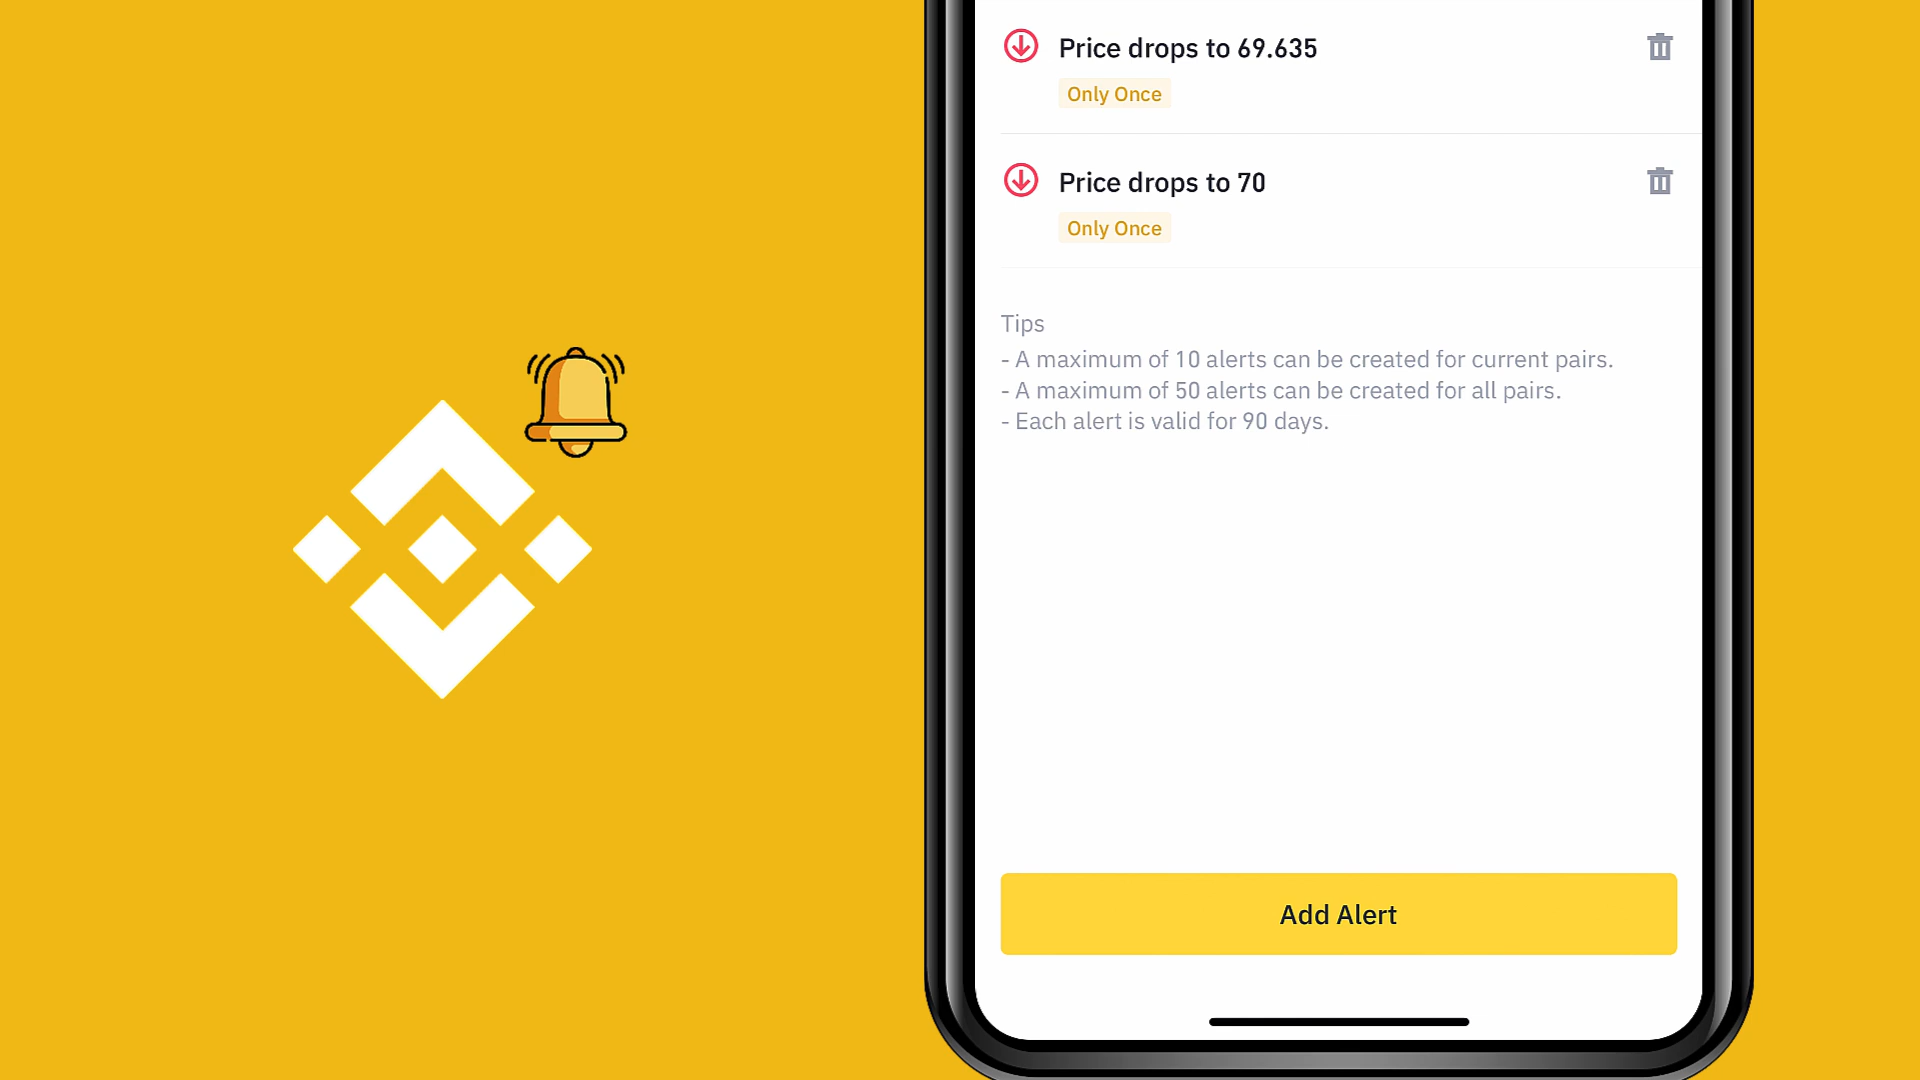 Price drops to 69.635
Only Once
Price drops to 70
Only Once
Tips
- A maximum of 10 alerts can be created for current pairs.
- A maximum of 50 alerts can be created for all pairs.
- Each alert is valid for 90 days.
Add Alert